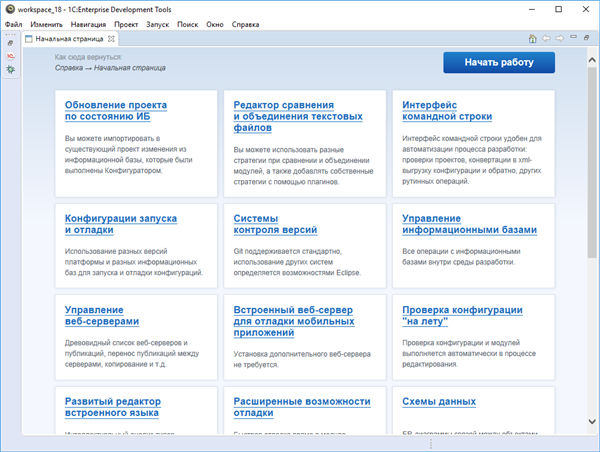 workspace_18 - 1C:Enterprise Development Tools
Файл Изменить Навигация Проект Запуск Поиск Окно Справка
Начальная страница
Как сюда вернуться:
Справка → Начальная страница
Начать работу
Обновление проекта
по состоянию ИБ
Вы можете импортировать в
существующий проект изменения из
информационной базы, которые были
выполнены Конфигуратором.
Редактор сравнения
и объединения текстовых
файлов
Вы можете использовать разные
стратегии при сравнении и объединении
модулей, а также добавлять собственные
стратегии с помощью плагинов.
Интерфейс
командной строки
Интерфейс командной строки удобен для
автоматизации процесса разработки:
проверки проектов, конвертации в xml-
выгрузку конфигурации и обратно, других
рутинных операций.
Конфигурации запуска
и отладки
Использование разных версий
платформы и разных информационных
баз для запуска и отладки конфигураций.
Системы
контроля версий
Git поддерживается стандартно,
использование других систем
определяется возможностями Eclipse.
Управление
информационными базами
Все операции с информационными
базами внутри среды разработки.
Управление
веб-серверами
Древовидный список веб-серверов и
публикаций, перенос публикаций между
серверами, копирование и т.д.
Встроенный веб-сервер
для отладки мобильных
приложений
Установка дополнительного веб-сервера
не требуется.
Проверка конфигурации
"на лету"
Проверка конфигурации и модулей
выполняется автоматически в процессе
редактирования.
Развитый редактор
встроенного языка
Расширенные возможности
отладки
Схемы данных